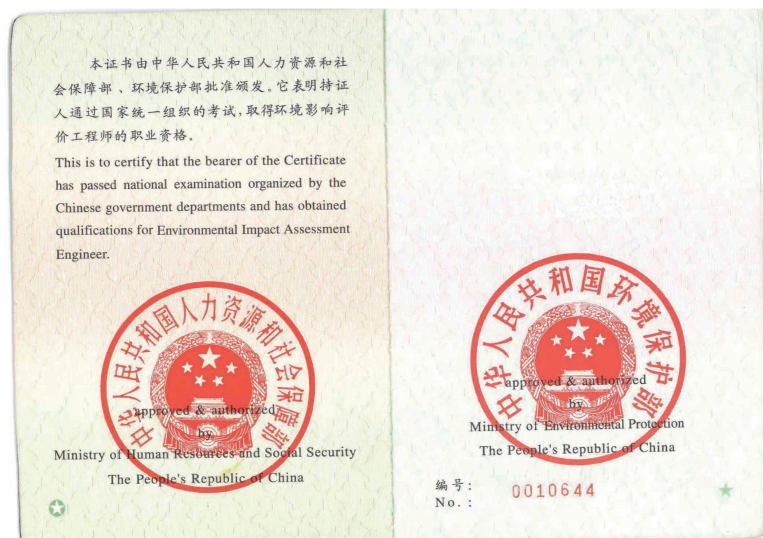 本证书由中华人民共和国人力资源和社
会保障部、环境保护部批准颁发。它表明持证
人通过国家统一组织的考试,取得环境影响评
价工程师的职业资格。
This is to certify that the bearer of the Certificate
has passed national examination organized by the
Chinese government departments and has obtained
qualifications for Environmental Impact Assessment
Engineer.
中华人民共和国人力资源和社会保障部
approved & authorized
by
Ministry of Human Resources and Social Security
The People's Republic of China
中华人民共和国环境保护部
approved & authorized
by
Ministry of Environmental Protection
The People's Republic of China
编号:
No.:
0010644